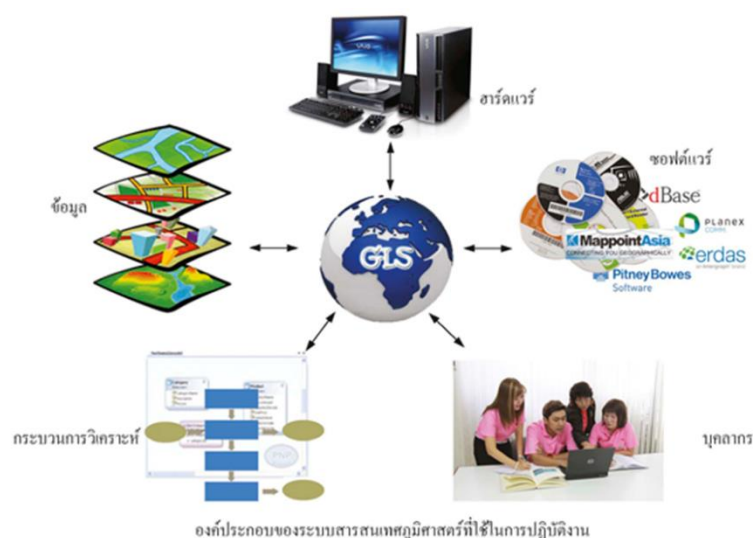 ฮาร์ดแวร์
ซอฟต์แวร์
dBase
PLANEX
COMM.
MappointAsia
CONNECTING YOU GEOGRAPHICALLY
erdas
PitneyBowes
Software
ข้อมูล
GIS
กระบวนการวิเคราะห์
บุคลากร
องค์ประกอบของระบบสารสนเทศภูมิศาสตร์ที่ใช้ในการปฏิบัติงาน